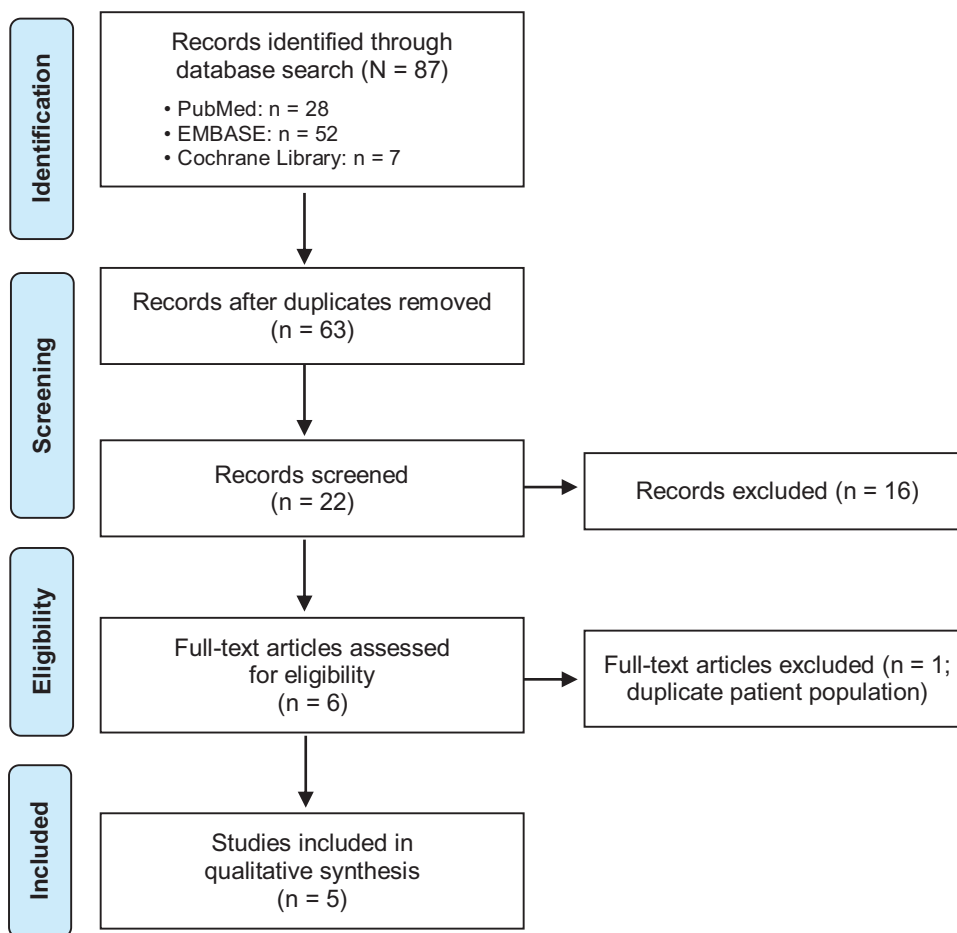 Identification
Records identified through
database search (N = 87)
• PubMed: n = 28
• EMBASE: n = 52
• Cochrane Library: n = 7
Screening
Records after duplicates removed
(n = 63)
Records screened
(n = 22)
Records excluded (n = 16)
Eligibility
Full-text articles assessed
for eligibility
(n = 6)
Full-text articles excluded (n = 1;
duplicate patient population)
Included
Studies included in
qualitative synthesis
(n = 5)